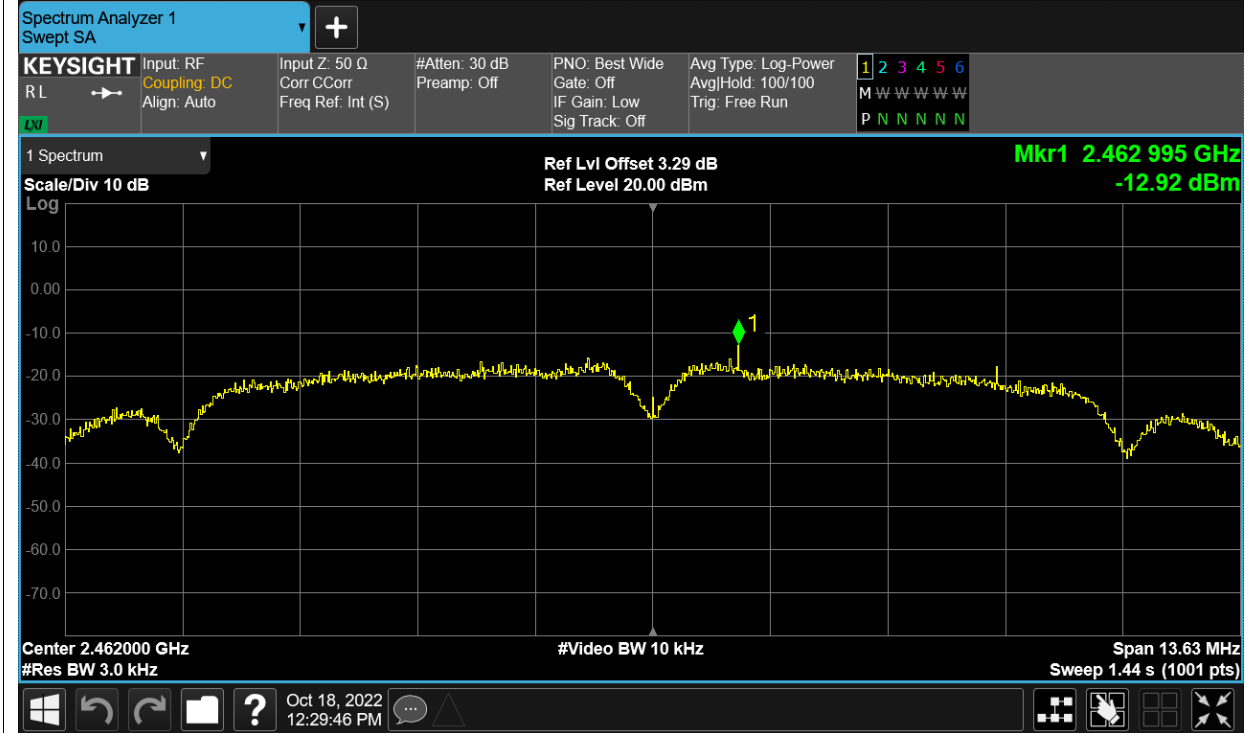 Spectrum Analyzer 1
Swept SA
▼
+
KEYSIGHT
RL
LXI
Input: RF
Coupling: DC
Align: Auto
Input Z: 50 Ω
Corr CCorr
Freq Ref: Int (S)
#Atten: 30 dB
Preamp: Off
PNO: Best Wide
Gate: Off
IF Gain: Low
Sig Track: Off
Avg Type: Log-Power
Avg|Hold: 100/100
Trig: Free Run
1 2 3 4 5 6
M W W W W W
P N N N N N
1 Spectrum ▼
Scale/Div 10 dB
Log
Ref Lvl Offset 3.29 dB
Ref Level 20.00 dBm
Mkr1 2.462 995 GHz
-12.92 dBm
10.0
0.00
-10.0
-20.0
-30.0
-40.0
-50.0
-60.0
-70.0
1
Center 2.462000 GHz
#Res BW 3.0 kHz
#Video BW 10 kHz
Span 13.63 MHz
Sweep 1.44 s (1001 pts)
?
Oct 18, 2022
12:29:46 PM